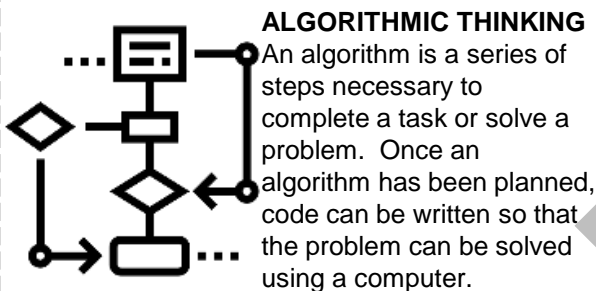 ALGORITHMIC THINKING
An algorithm is a series of
steps necessary to
complete a task or solve a
problem.  Once an
algorithm has been planned,
code can be written so that
the problem can be solved
using a computer.